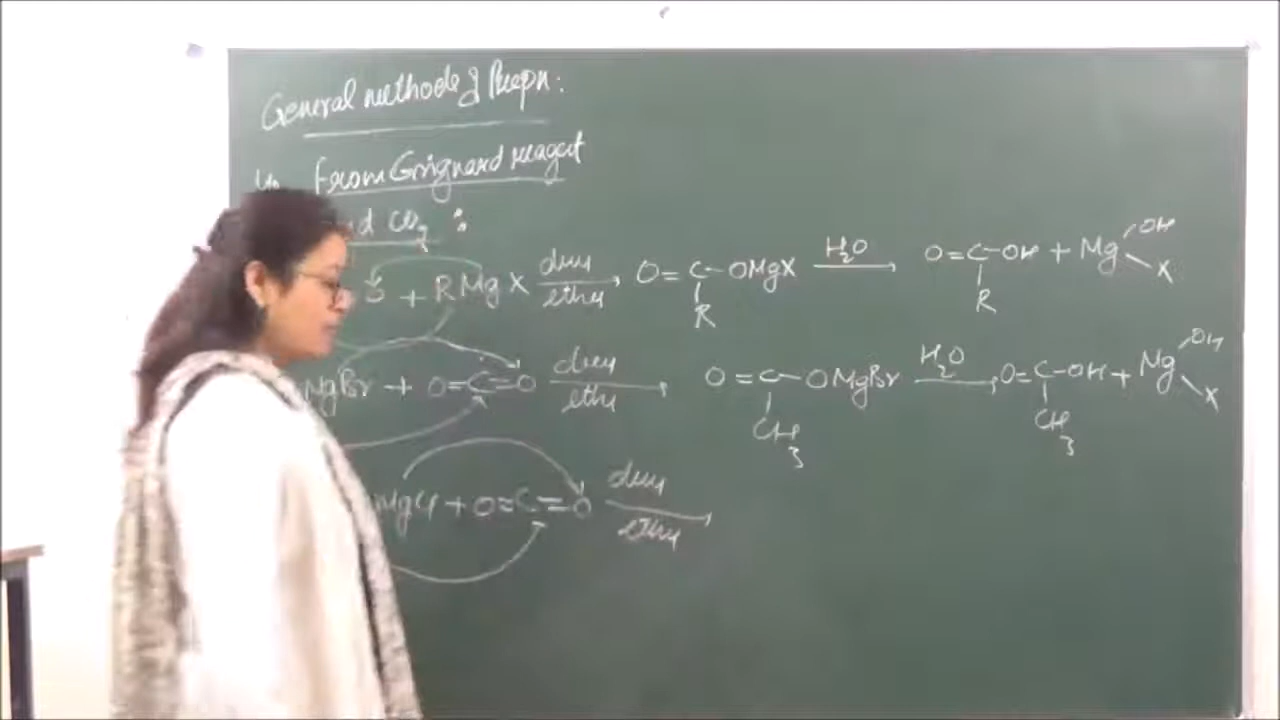 General methods of Prepn:
From Grignard reagent
CO2 :
+ RMgX dry ether O=C-OMgX H2O O=C-OH + Mg OH X
R R
MgBr + O=C=O dry ether O=C-OMgBr H2O O=C-OH + Mg OH X
CH3 CH3
MgCl + O=C=O dry ether